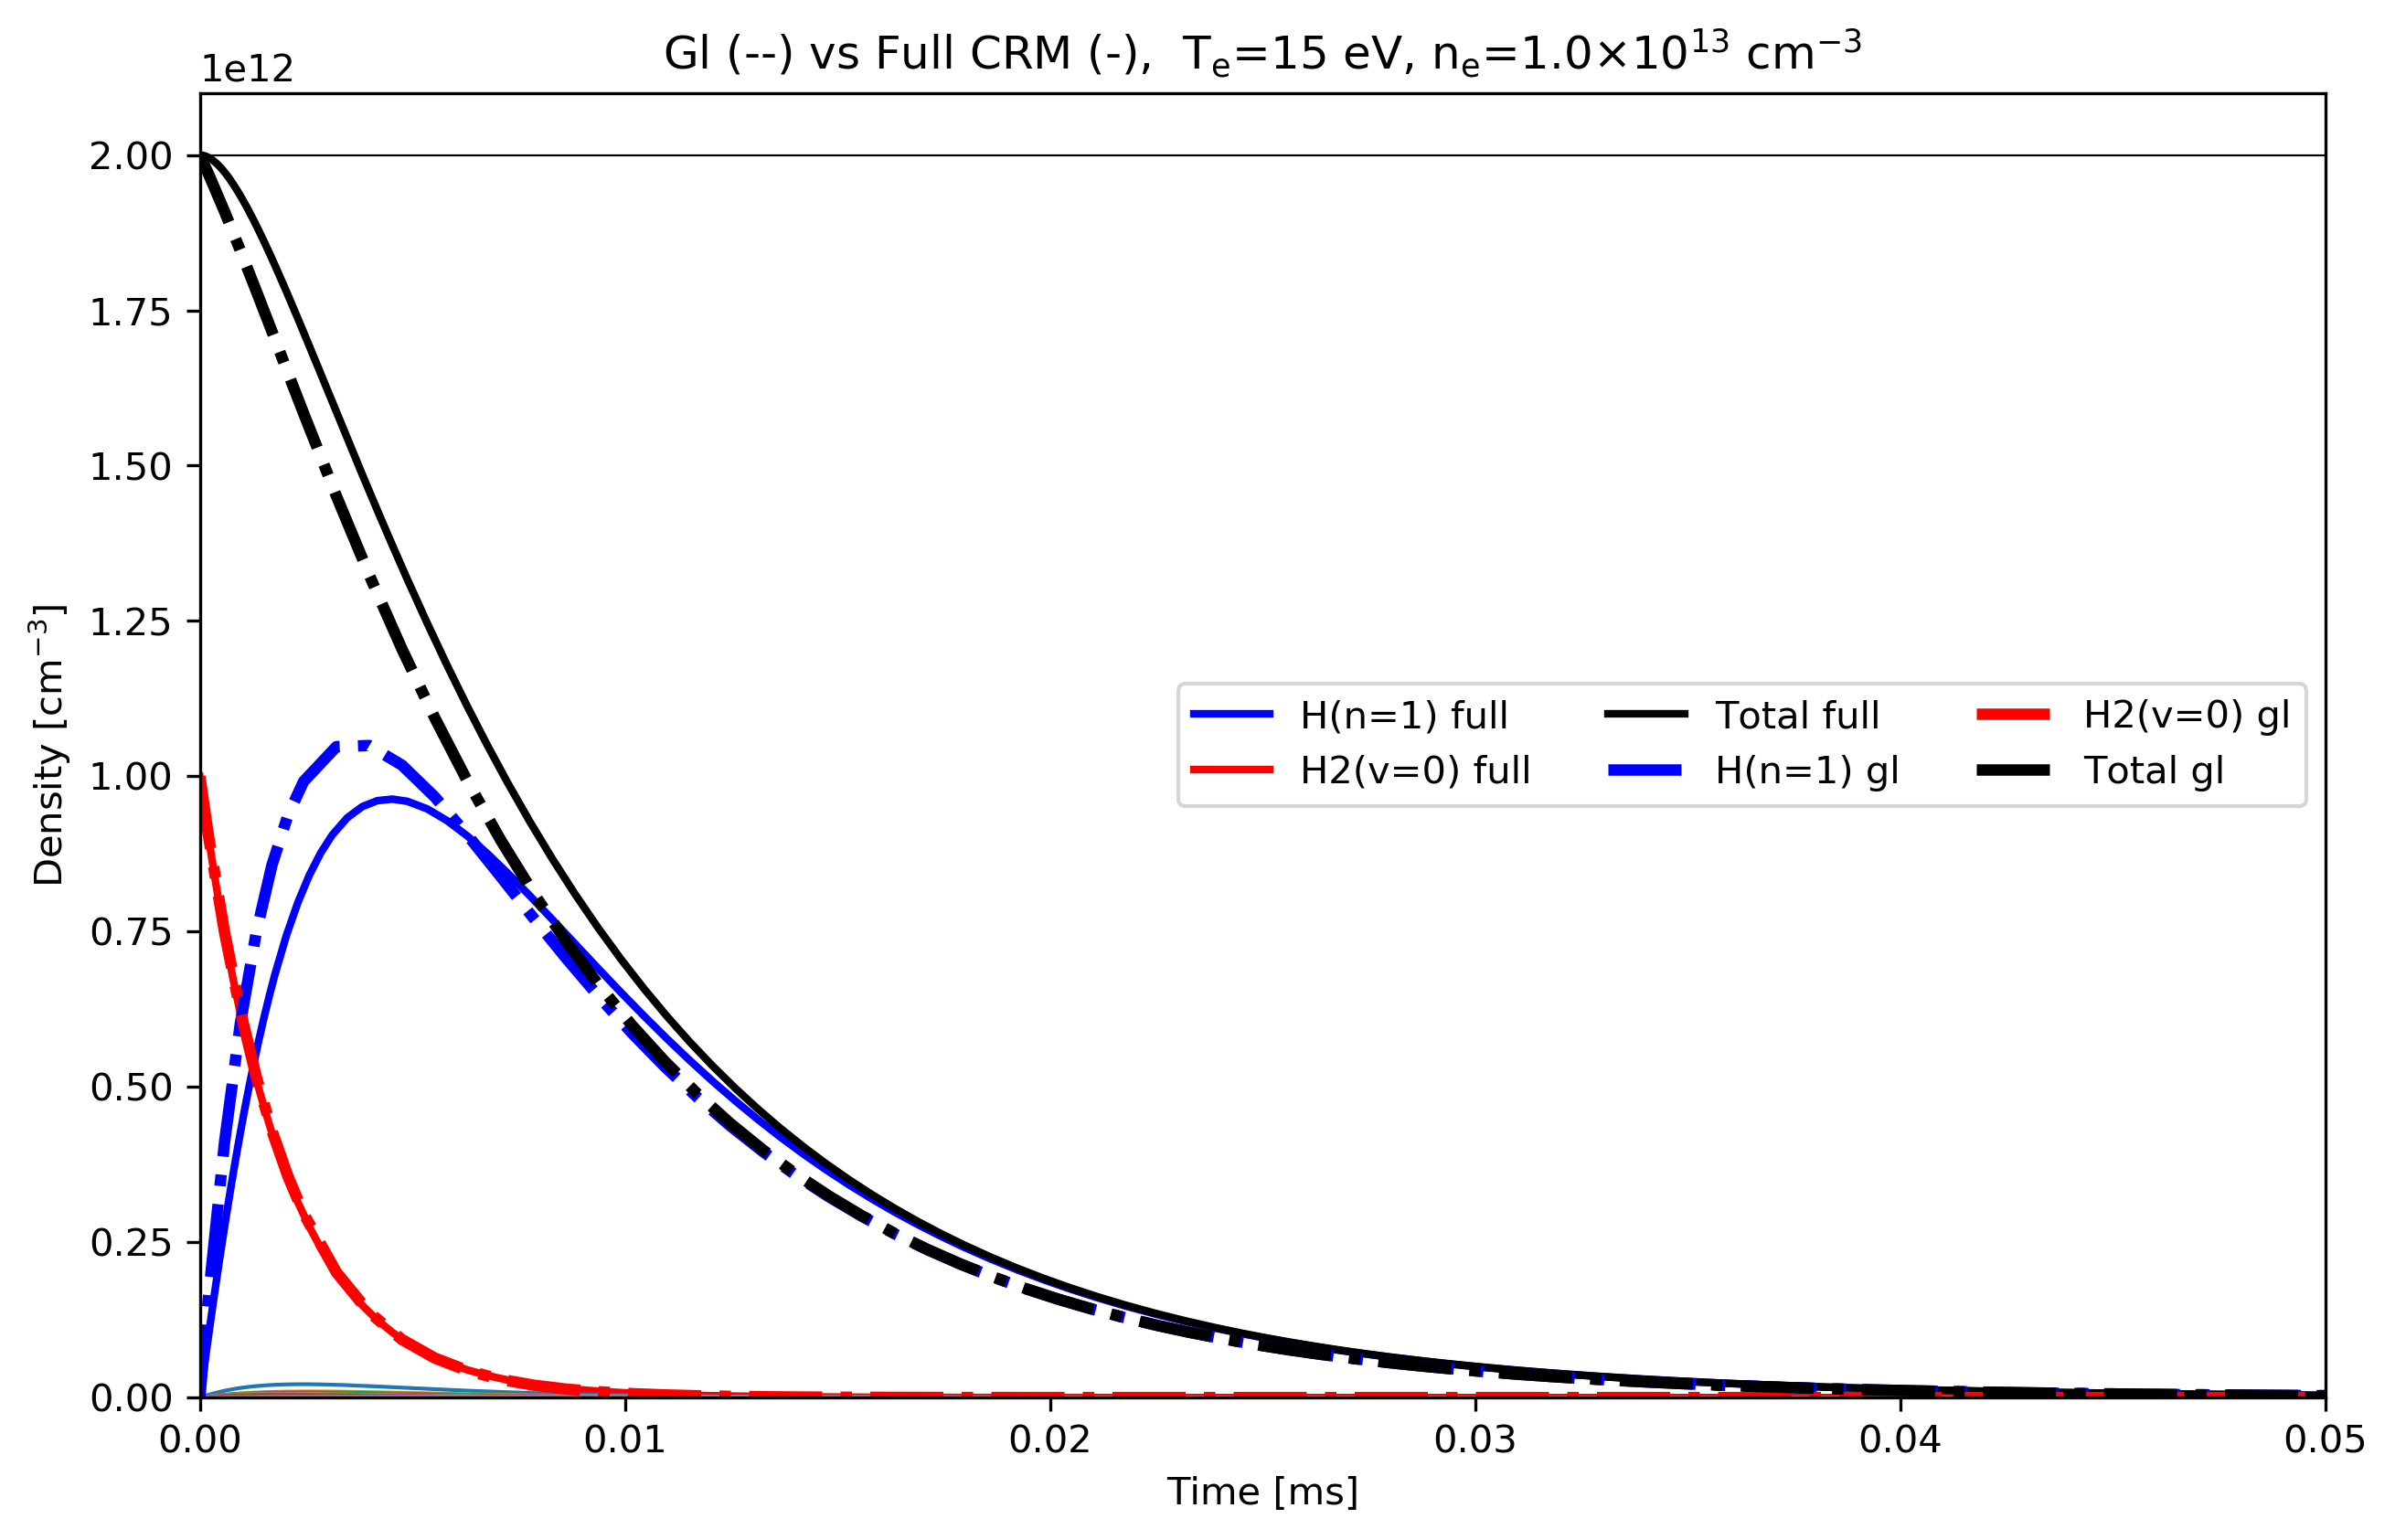 Gl (--) vs Full CRM (-),  Tₑ=15 eV, nₑ=1.0×10¹³ cm⁻³
1e12
2.00
1.75
1.50
1.25
1.00
0.75
0.50
0.25
0.00
Density [cm⁻³]
H(n=1) full
H2(v=0) full
Total full
H(n=1) gl
H2(v=0) gl
Total gl
0.00 0.01 0.02 0.03 0.04 0.05
Time [ms]